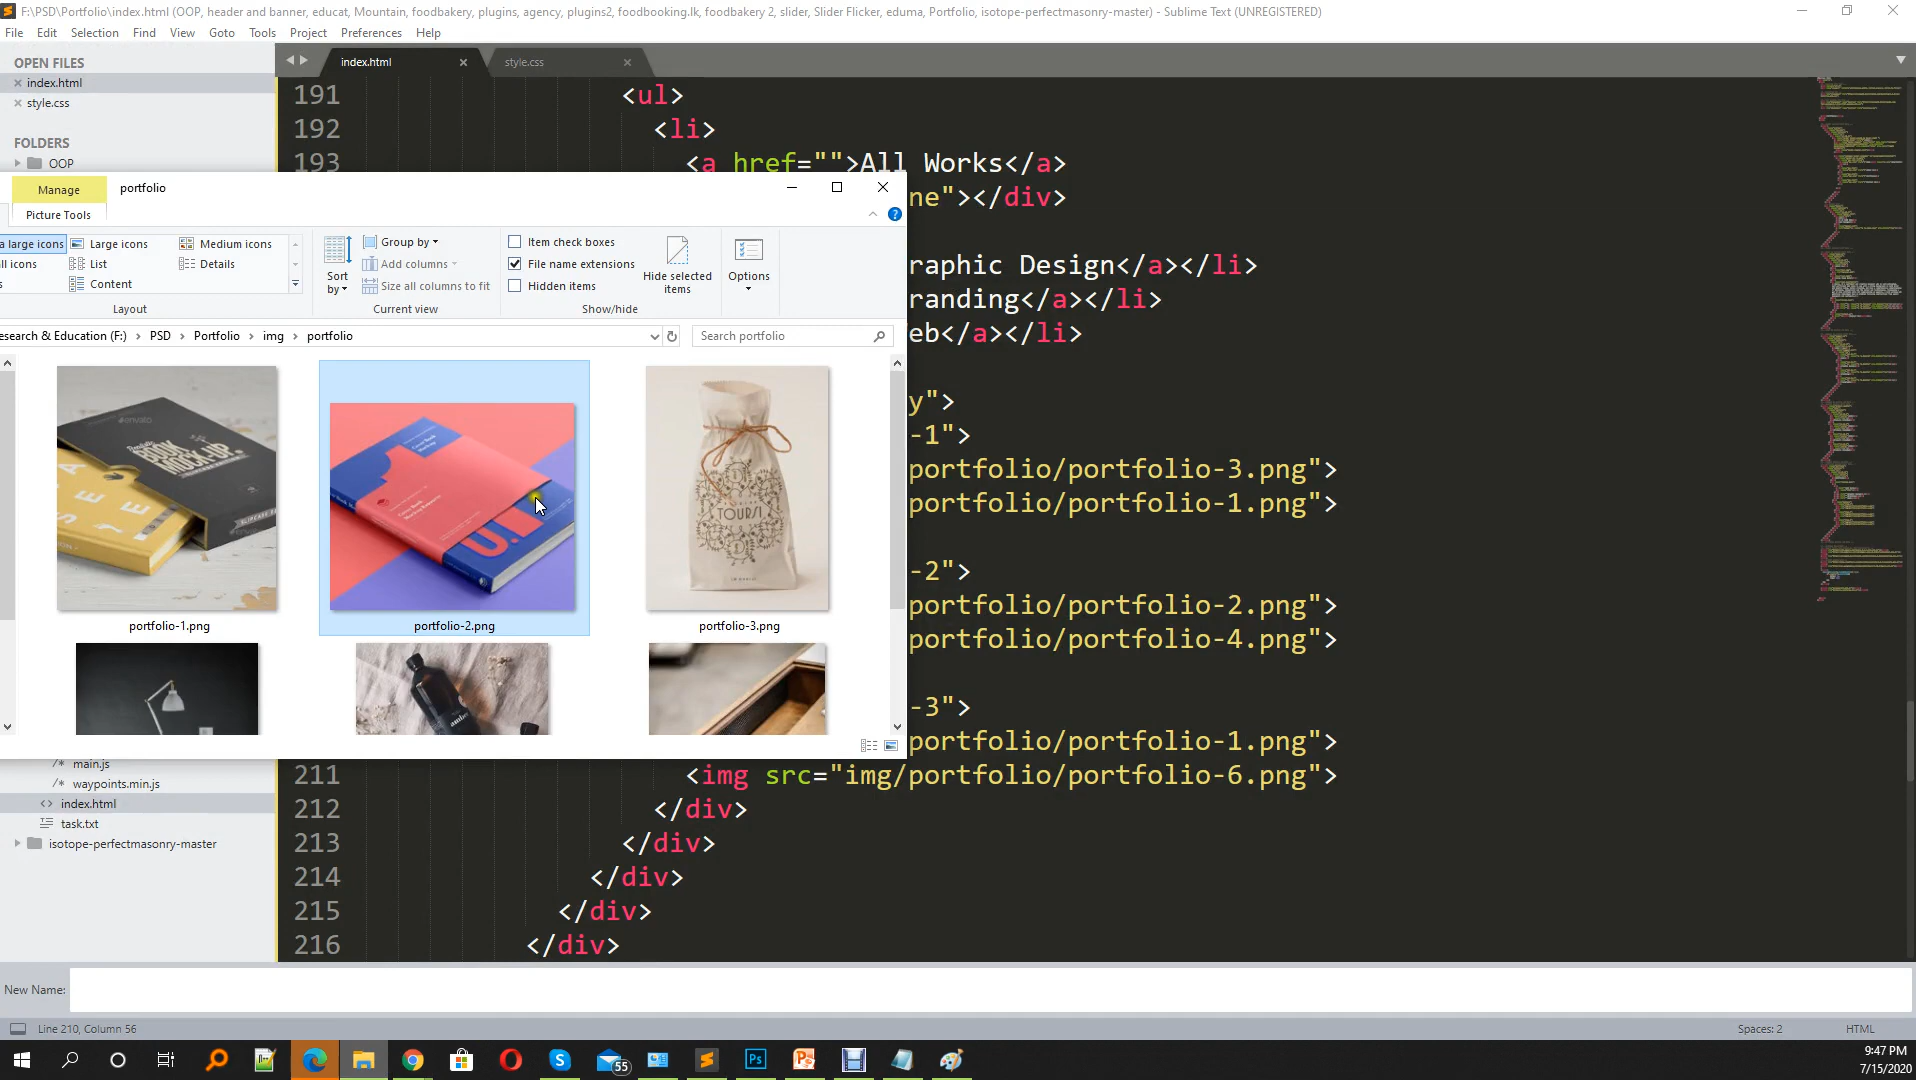 F:\PSD\Portfolio\index.html (OOP, header and banner, educat, Mountain, foodbakery, plugins, agency, plugins2, foodbooking.lk, foodbakery 2, slider, Slider Flicker, eduma, Portfolio, isotope-perfectmasonry-master) - Sublime Text (UNREGISTERED)
File Edit Selection Find View Goto Tools Project Preferences Help
OPEN FILES
index.html
style.css
FOLDERS
OOP
index.html
style.css
191 <ul>
192 <li>
193 <a href="">All Works</a>
ne"></div>
raphic Design</a></li>
randing</a></li>
eb</a></li>
y">
-1">
portfolio/portfolio-3.png">
portfolio/portfolio-1.png">
-2">
portfolio/portfolio-2.png">
portfolio/portfolio-4.png">
-3">
portfolio/portfolio-1.png">
211 <img src="img/portfolio/portfolio-6.png">
212 </div>
213 </div>
214 </div>
215 </div>
216 </div>
Manage
portfolio
Picture Tools
a large icons Large icons Medium icons
ll icons List Details
s Content
Layout
Sort by
Group by
Add columns
Size all columns to fit
Current view
Item check boxes
File name extensions
Hidden items
Hide selected items
Show/hide
Options
esearch & Education (F:) PSD Portfolio img portfolio
Search portfolio
BOOK
MOCK-UP
TOURSI
portfolio-1.png
portfolio-2.png
portfolio-3.png
/* main.js
/* waypoints.min.js
<> index.html
task.txt
isotope-perfectmasonry-master
New Name:
Line 210, Column 56
Spaces: 2
HTML
55
9:47 PM
7/15/2020